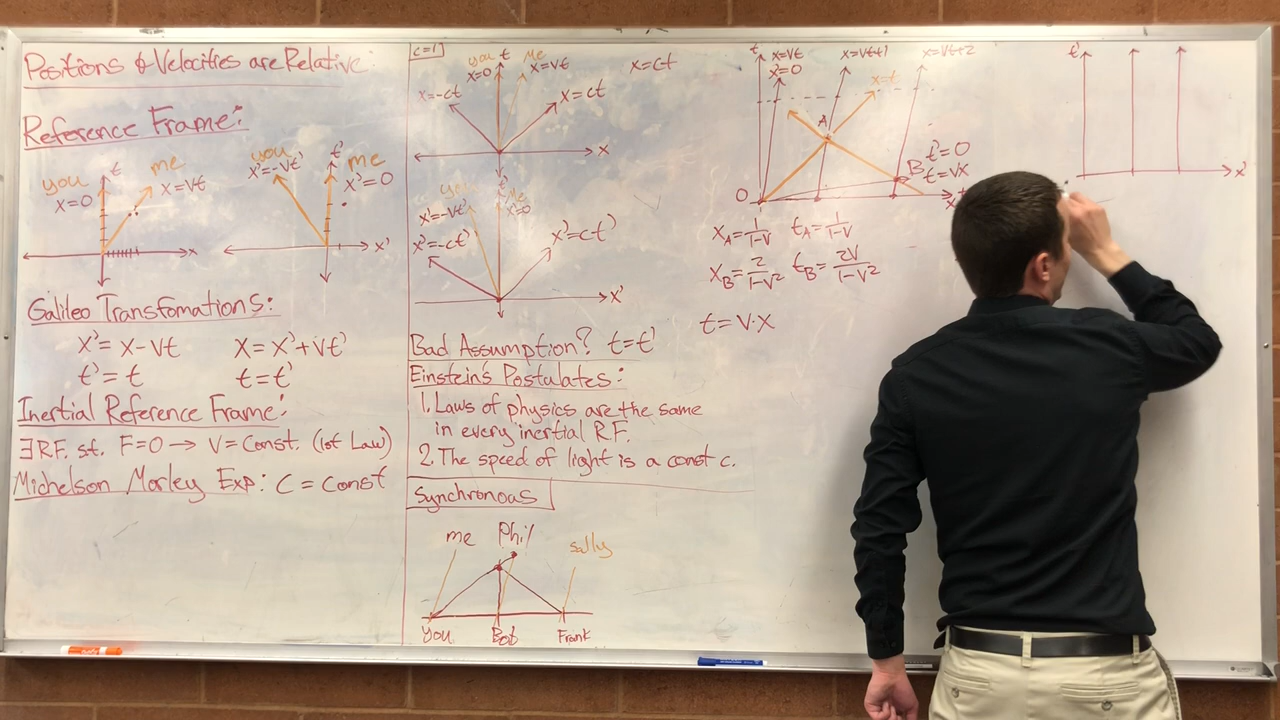 Positions & Velocities are Relative:
Reference Frame:
you
x=0
t
me
x=vt
x
you
x'=-vt'
t'
me
x'=0
x'
Galileo Transfomations:
x'=x-vt x=x'+vt'
t'=t t=t'
Inertial Reference Frame:
∃R.F. st. F=0 → V=Const. (1st Law)
Michelson Morley Exp: C = Const
c=1
you
x=0
t
Me
x=vt
x=ct
x=-ct
x=ct
x
you
x'=-vt'
t'
Me
x'=0
x'=-ct'
x'=ct'
x'
Bad Assumption? t=t'
Einstein's Postulates:
1. Laws of physics are the same
in every inertial R.F.
2. The speed of light is a const c.
Synchronous
me Phil Sally
you Bob Frank
t
x=vt
x'=0
x=vt+1
x=vt+2
x=t
A
B
t'=0
t=vx
O
x
x_A=1/1-v t_A=1/1-v
x_B=2/1-v² t_B=2v/1-v²
t=v·x
t'
x'